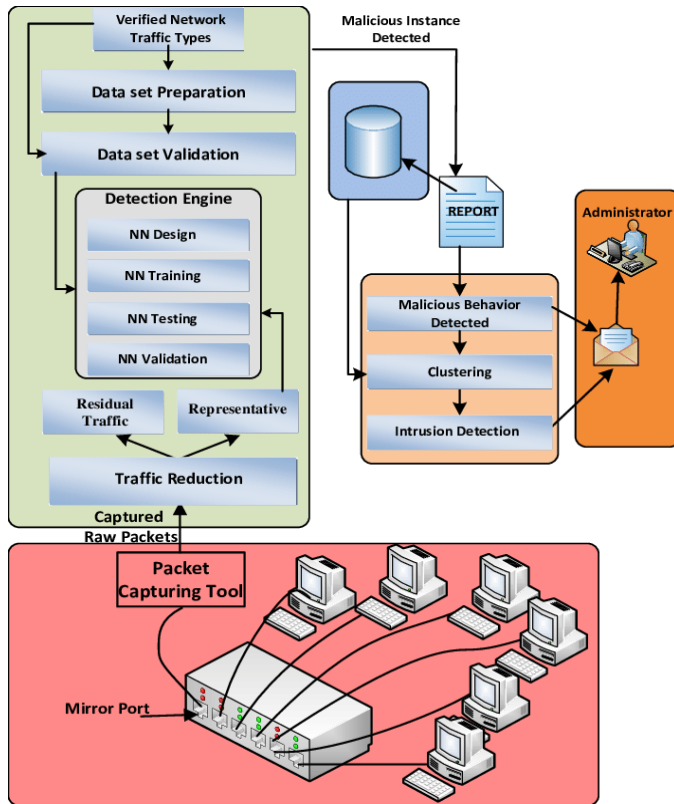 Verified Network
Traffic Types
Data set Preparation
Data set Validation
Detection Engine
NN Design
NN Training
NN Testing
NN Validation
Residual
Traffic
Representative
Traffic Reduction
Captured
Raw Packets
Malicious Instance
Detected
REPORT
Malicious Behavior
Detected
Clustering
Intrusion Detection
Administrator
Packet
Capturing Tool
Mirror Port